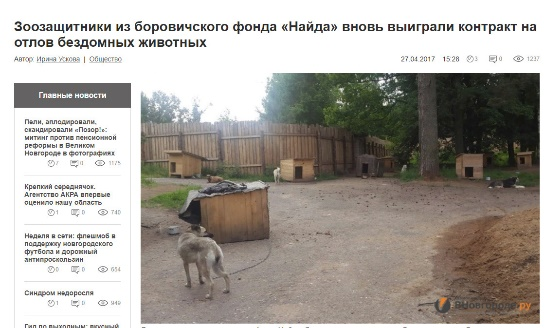 Зоозащитники из боровичского фонда «Найда» вновь выиграли контракт на
отлов бездомных животных
Автор: Ирина Ускова | Общество
27.04.2017 15:28 3 0 1237
Главные новости
Пели, аплодировали,
скандировали «Позор!»:
митинг против пенсионной
реформы в Великом
Новгороде в фотографиях
7 0 1175
Крепкий середнячок.
Агентство АКРА впервые
оценило нашу область
1 0 740
Неделя в сети: флешмоб в
поддержку новгородского
футбола и дорожный
антипроскользин
0 0 654
Синдром недоросля
1 0 949
Гид по выходным: вкусный
ВНовгороде.ру